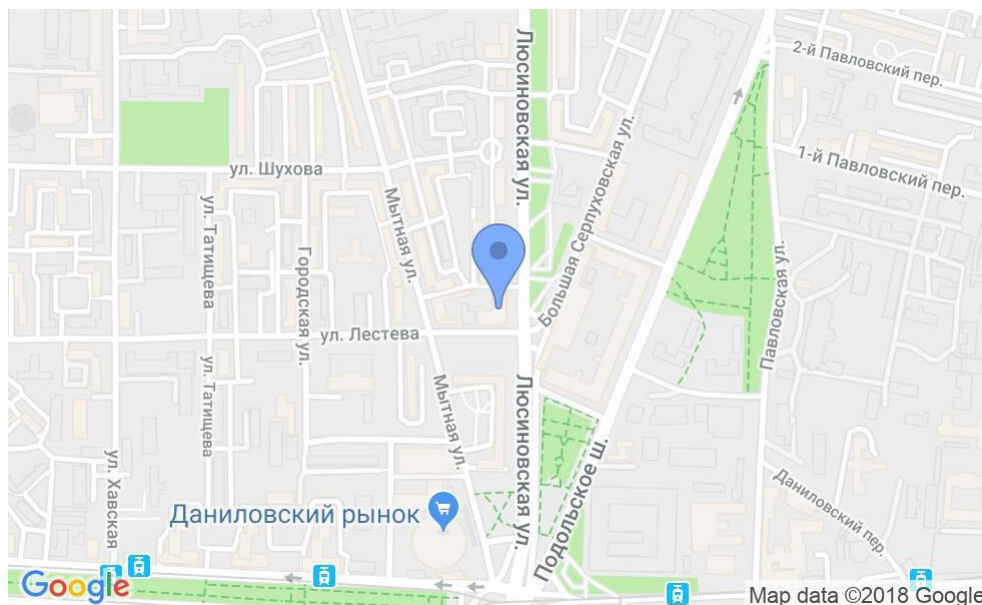 Люсиновская ул.
2-й Павловский пер.
ул. Шухова
1-й Павловский пер.
ул. Татищева
Мытная ул.
Большая Серпуховская ул.
Городская ул.
Павловская ул.
ул. Лестева
ул. Татищева
Мытная ул.
Люсиновская ул.
ул. Хавская
Подольское ш.
Даниловский пер.
Даниловский рынок
Google
Map data ©2018 Google